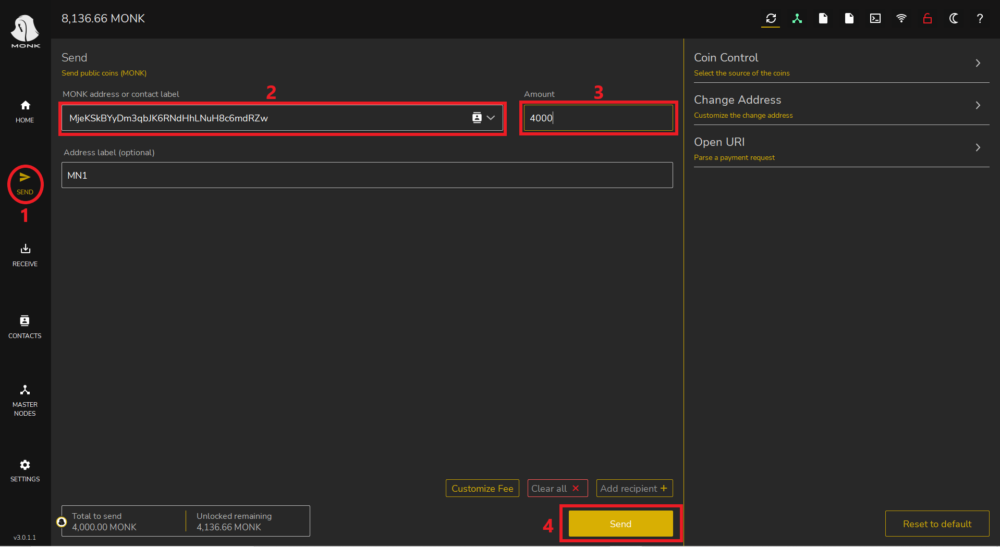 MONK
8,136.66 MONK
Send
Send public coins (MONK)
MONK address or contact label
2
Amount
3
MjeKSkBYyDm3qbJK6RNdHhLNuH8c6mdRZw
4000
Address label (optional)
MN1
HOME
SEND
1
RECEIVE
CONTACTS
MASTER
NODES
SETTINGS
v3.0.1.1
Coin Control
Select the source of the coins
Change Address
Customize the change address
Open URI
Parse a payment request
Customize Fee
Clear all
Add recipient +
Total to send
4,000.00 MONK
Unlocked remaining
4,136.66 MONK
4
Send
Reset to default